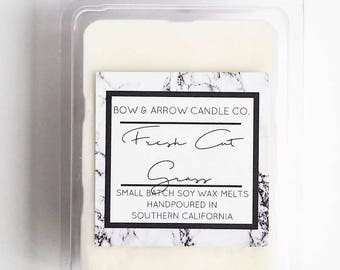 BOW & ARROW CANDLE CO.
Fresh Cut
Grass
SMALL BATCH SOY WAX MELTS
HANDPOURED IN
SOUTHERN CALIFORNIA